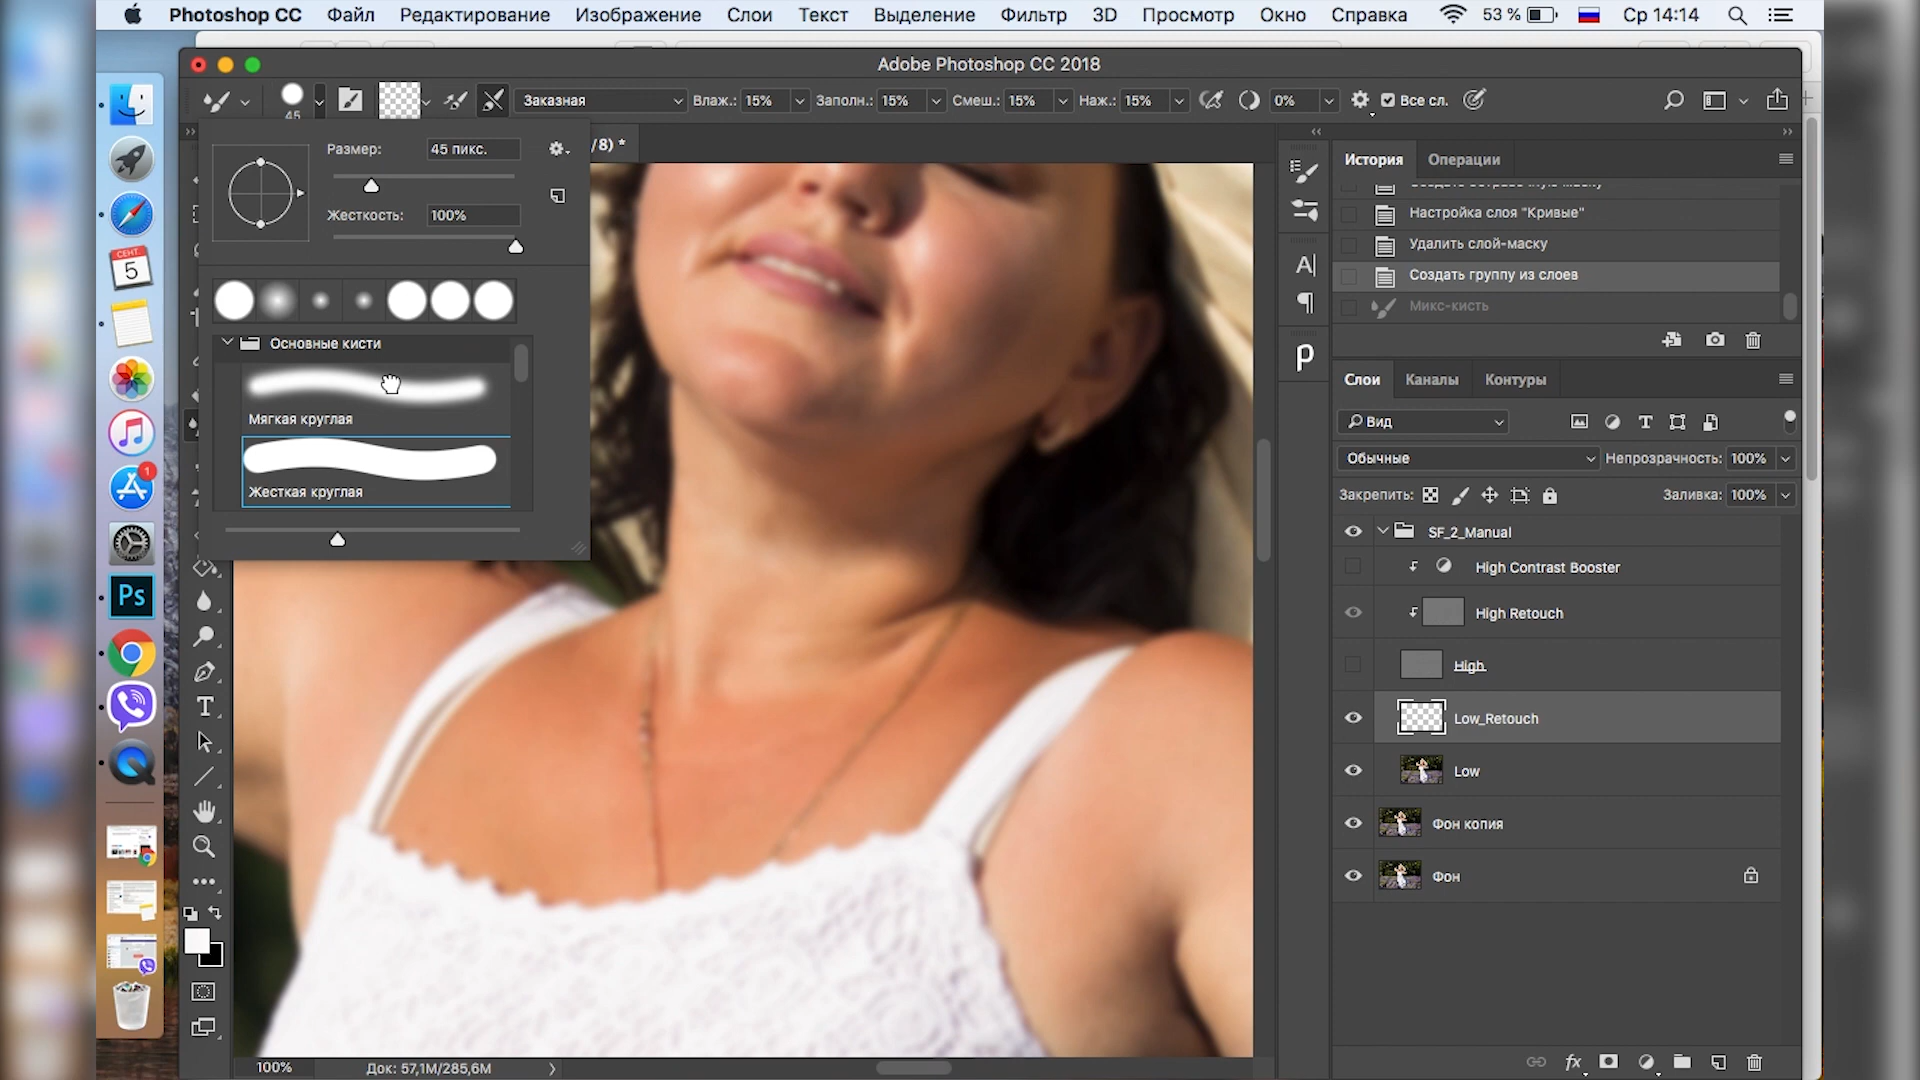 Photoshop CC Файл Редактирование Изображение Слои Текст Выделение Фильтр 3D Просмотр Окно Справка 53 % Ср 14:14
Adobe Photoshop CC 2018
45 Заказная Влаж.: 15% Заполн.: 15% Смеш.: 15% Наж.: 15% 0% Все сл.
/8) *
Размер: 45 пикс.
Жесткость: 100%
Основные кисти
Мягкая круглая
Жесткая круглая
История Операции
Настройка слоя "Кривые"
Удалить слой-маску
Создать группу из слоев
Микс-кисть
Слои Каналы Контуры
Вид
Обычные Непрозрачность: 100%
Закрепить: Заливка: 100%
SF_2_Manual
High Contrast Booster
High Retouch
High
Low_Retouch
Low
Фон копия
Фон
СЕНТ
5
1
Ps
100% Док: 57,1M/285,6M